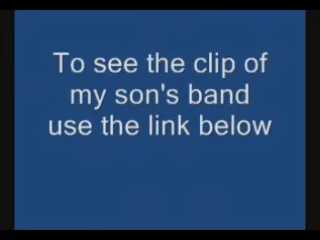 To see the clip of
my son's band
use the link below